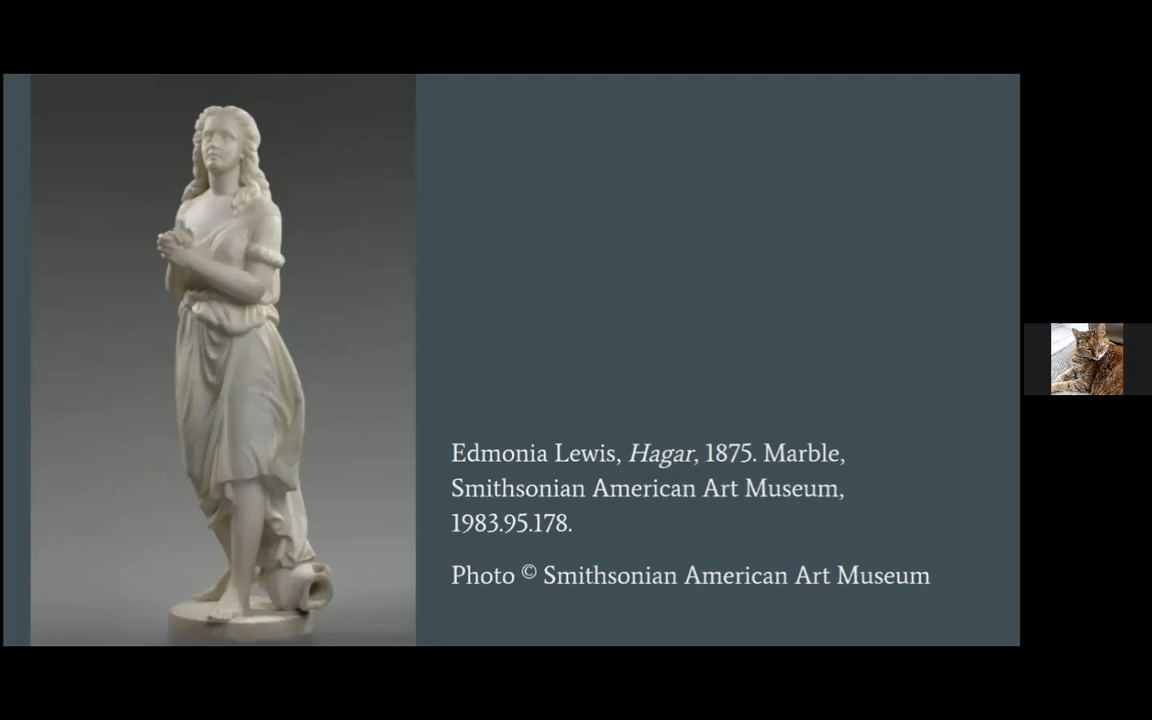 Edmonia Lewis, Hagar, 1875. Marble,
Smithsonian American Art Museum,
1983.95.178.
Photo © Smithsonian American Art Museum